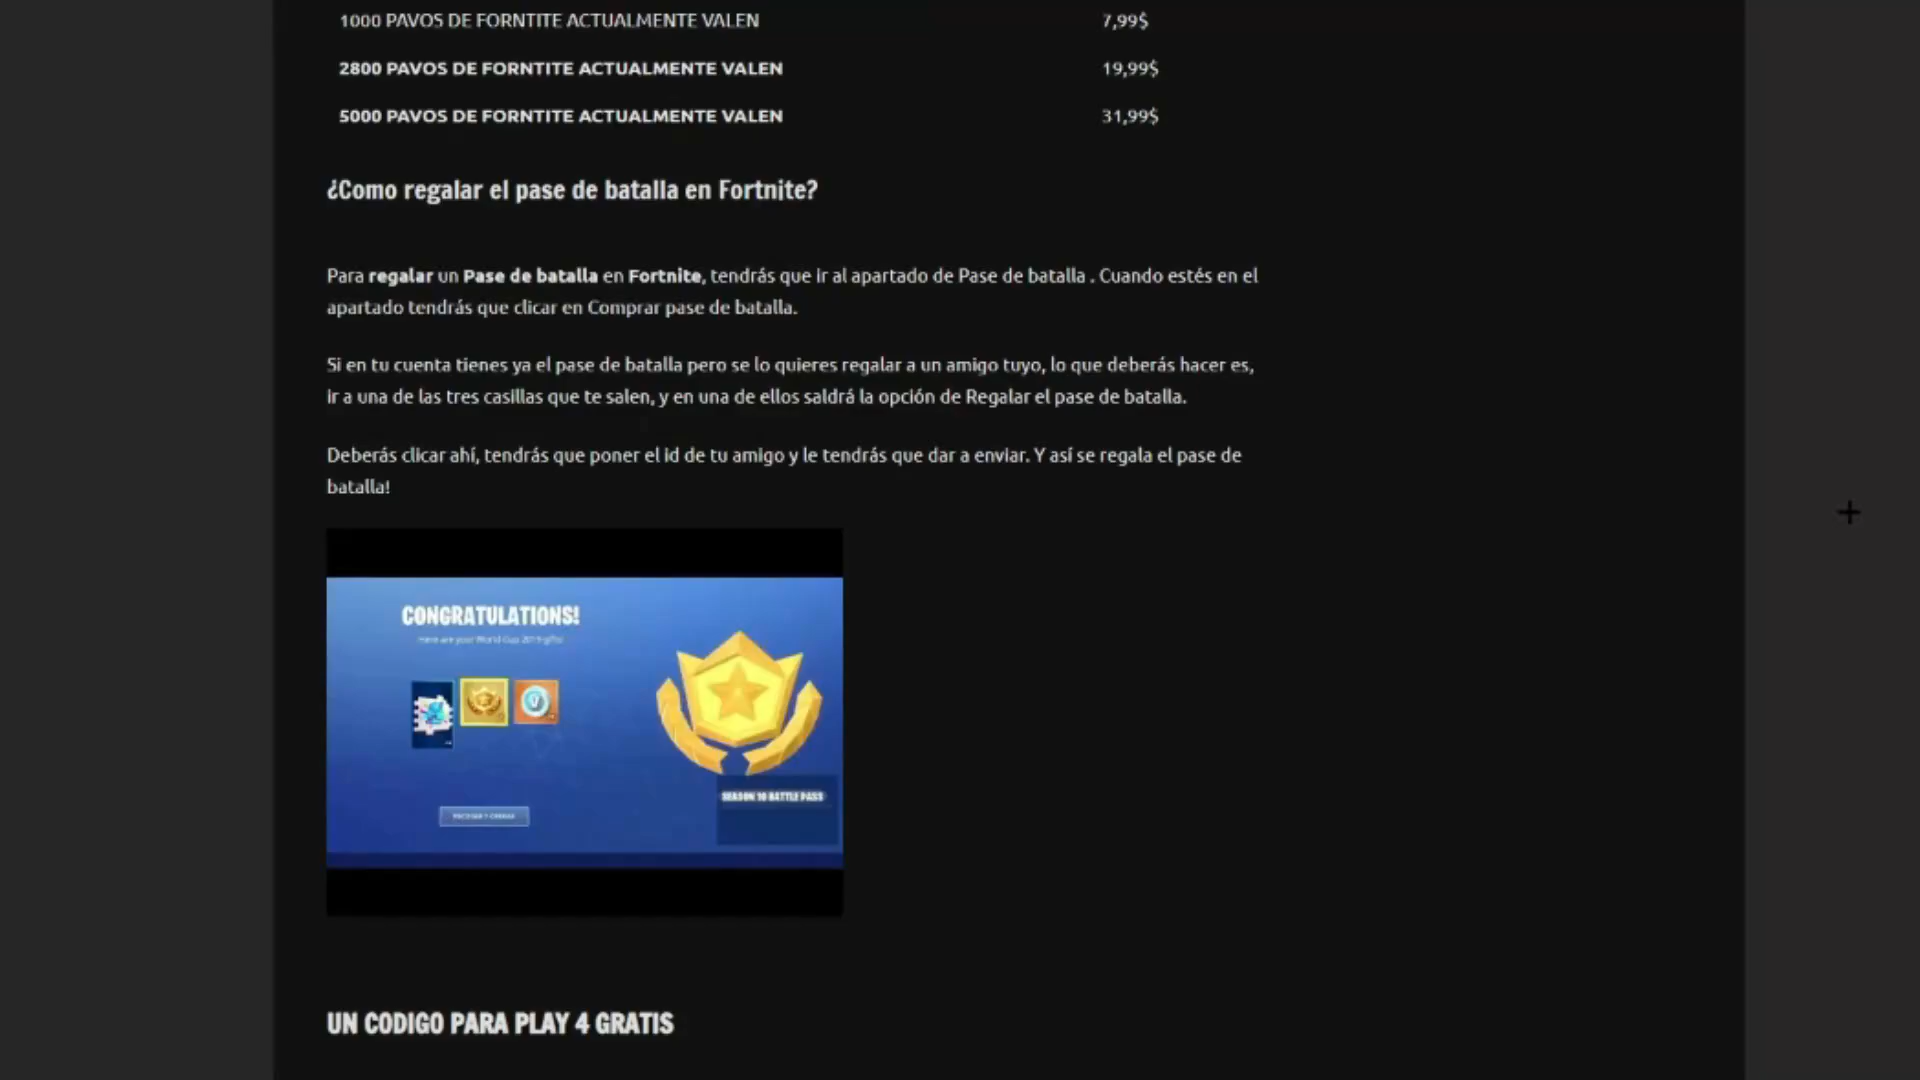 1000 PAVOS DE FORNTITE ACTUALMENTE VALEN 7,99$
2800 PAVOS DE FORNTITE ACTUALMENTE VALEN 19,99$
5000 PAVOS DE FORNTITE ACTUALMENTE VALEN 31,99$
¿Como regalar el pase de batalla en Fortnite?
Para regalar un Pase de batalla en Fortnite, tendrás que ir al apartado de Pase de batalla . Cuando estés en el
apartado tendrás que clicar en Comprar pase de batalla.
Si en tu cuenta tienes ya el pase de batalla pero se lo quieres regalar a un amigo tuyo, lo que deberás hacer es,
ir a una de las tres casillas que te salen, y en una de ellos saldrá la opción de Regalar el pase de batalla.
Deberás clicar ahí, tendrás que poner el id de tu amigo y le tendrás que dar a enviar. Y así se regala el pase de
batalla!
CONGRATULATIONS!
Here are your World Cup 2019 gifts!
SEASON 10 BATTLE PASS
UN CODIGO PARA PLAY 4 GRATIS